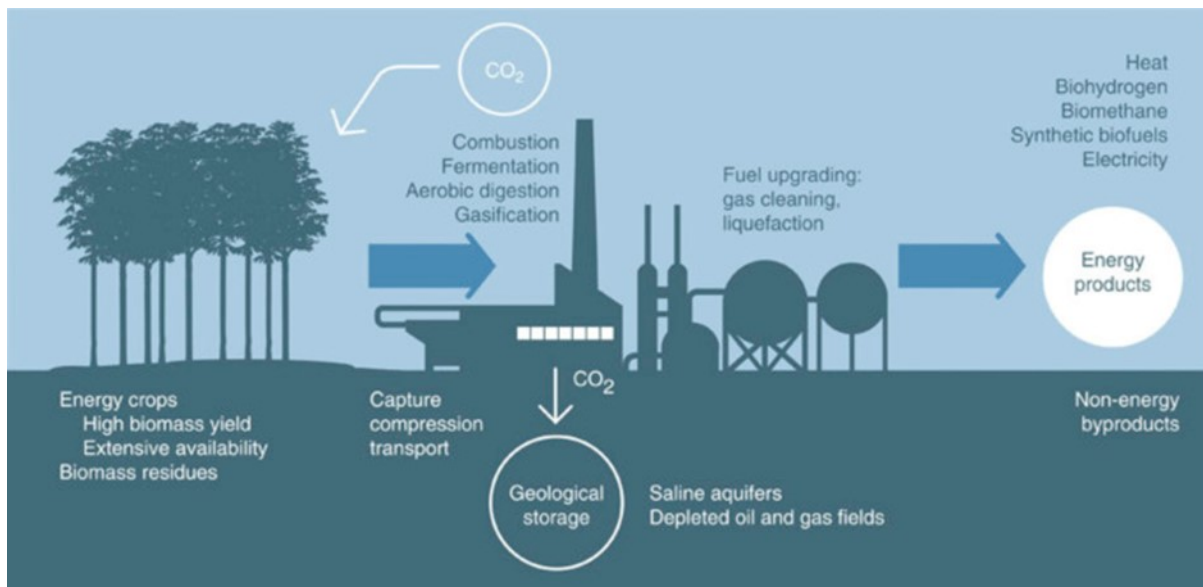 CO2
Combustion
Fermentation
Aerobic digestion
Gasification
Fuel upgrading:
gas cleaning,
liquefaction
Heat
Biohydrogen
Biomethane
Synthetic biofuels
Electricity
Energy
products
Energy crops
High biomass yield
Extensive availability
Biomass residues
Capture
compression
transport
CO2
Geological
storage
Saline aquifers
Depleted oil and gas fields
Non-energy
byproducts